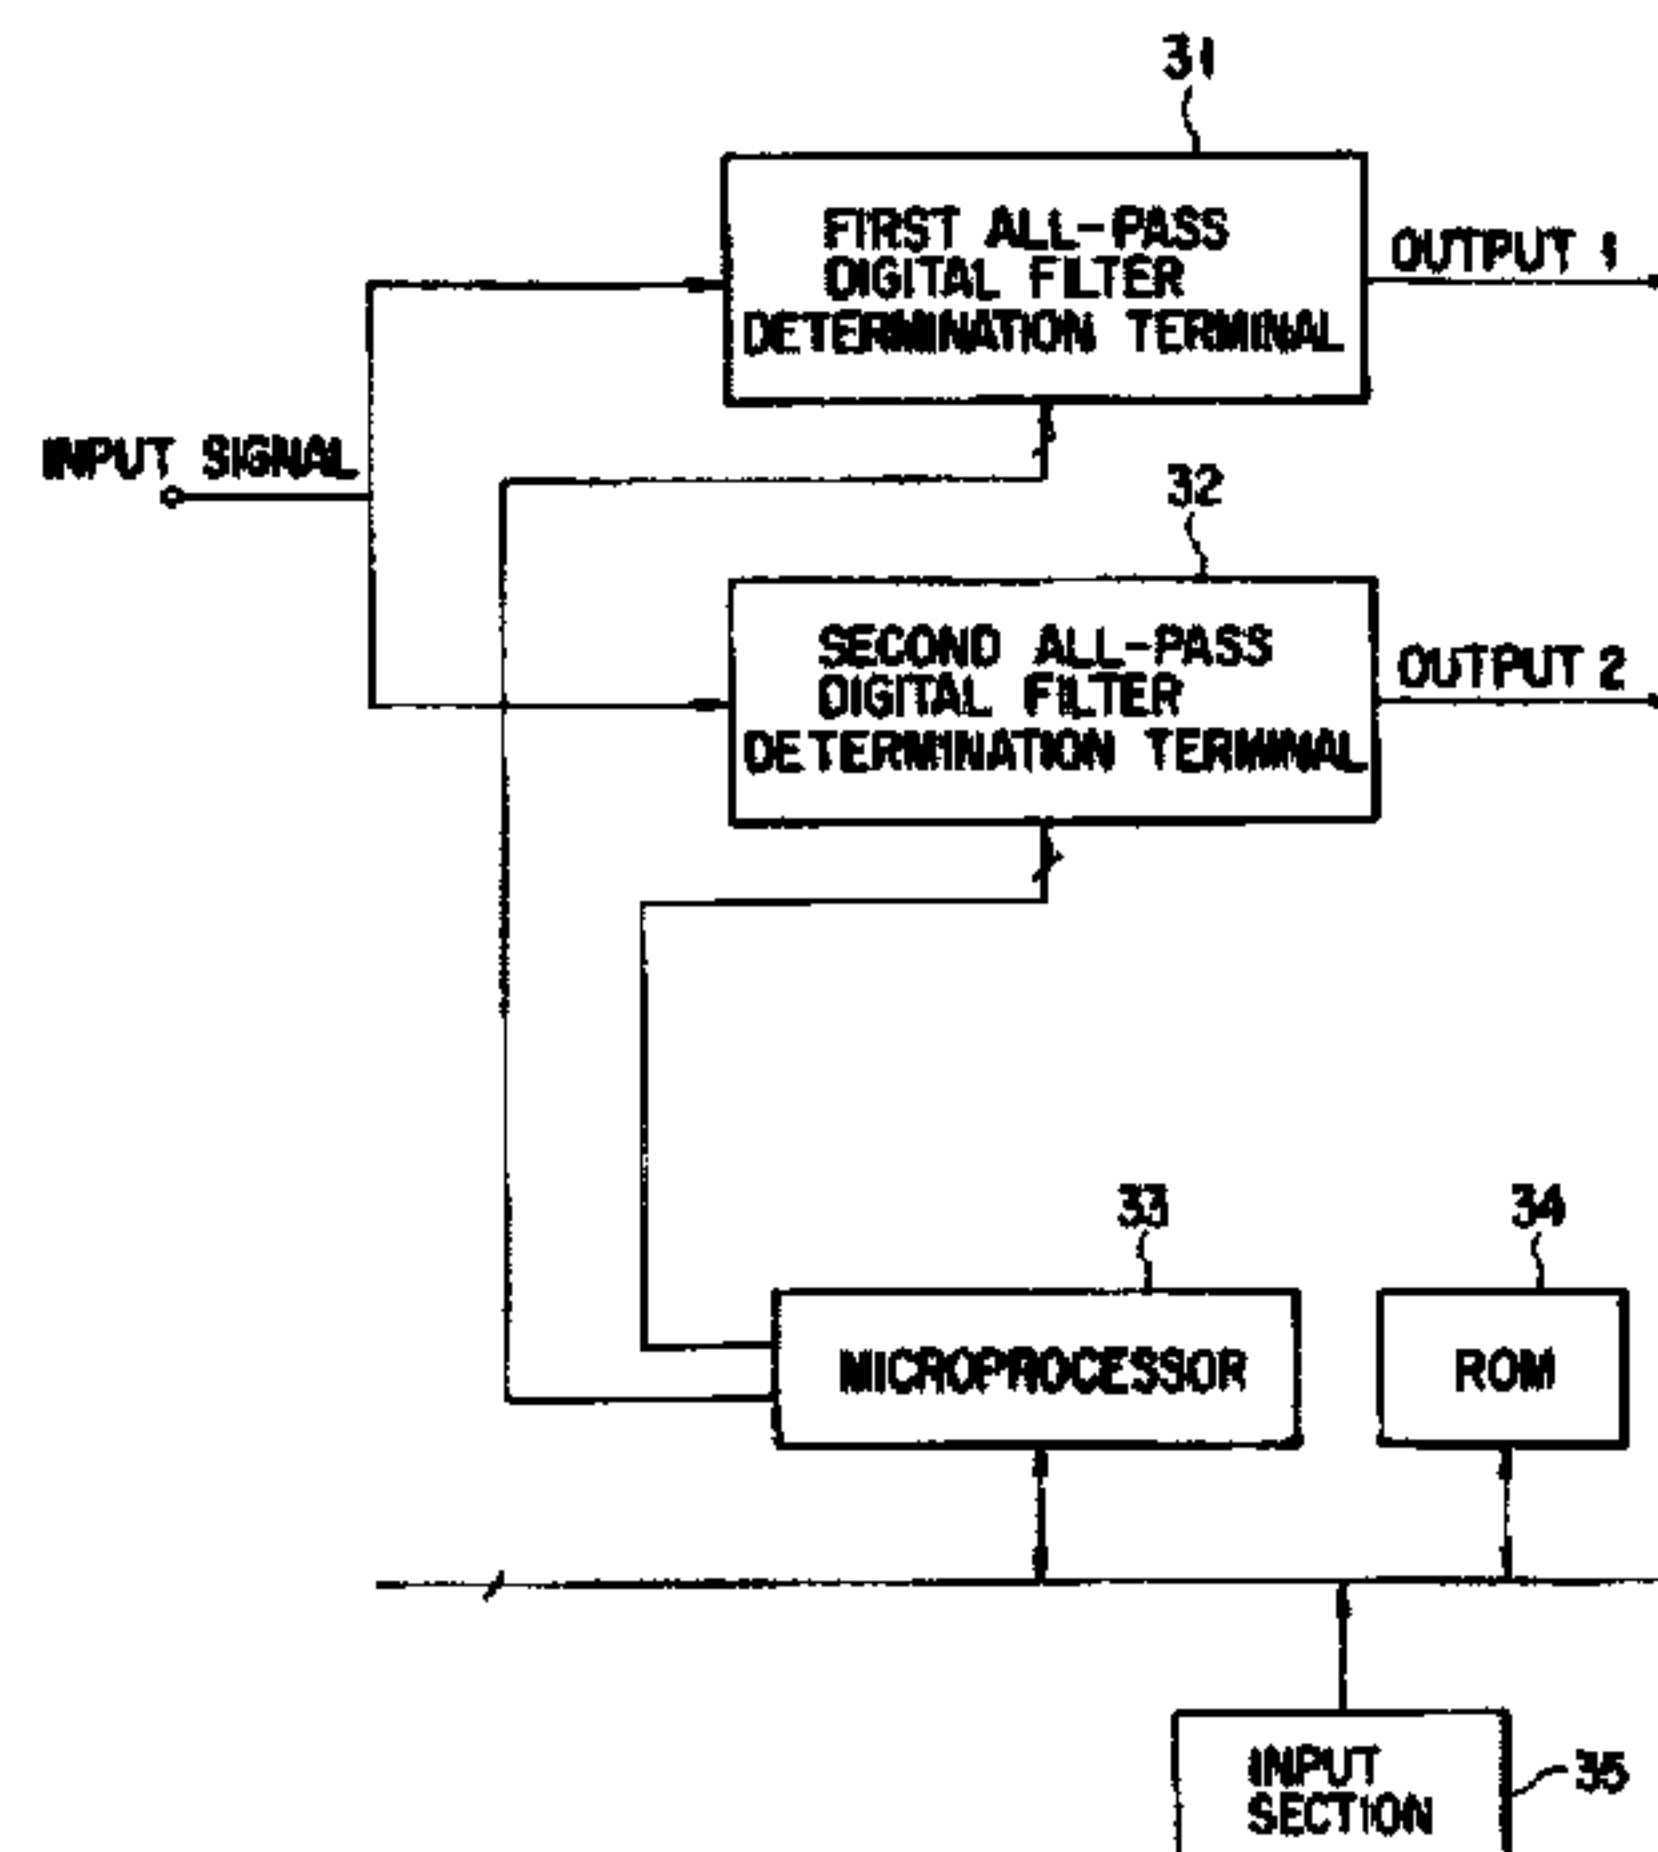 31
FIRST ALL-PASS
DIGITAL FILTER
DETERMINATION TERMINAL
OUTPUT 1
INPUT SIGNAL
32
SECOND ALL-PASS
DIGITAL FILTER
DETERMINATION TERMINAL
OUTPUT 2
33
MICROPROCESSOR
34
ROM
INPUT
SECTION
35